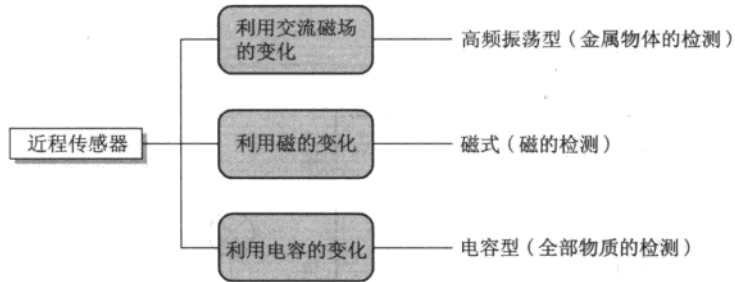 利用交流磁场
的变化
高频振荡型（金属物体的检测）
近程传感器
利用磁的变化
磁式（磁的检测）
利用电容的变化
电容型（全部物质的检测）